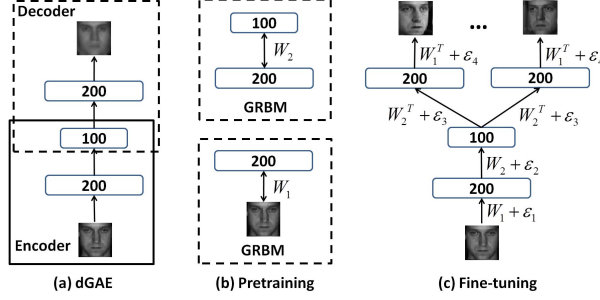 Decoder
200
100
200
Encoder
(a) dGAE
100
W₂
200
GRBM
200
W₁
GRBM
(b) Pretraining
...
W₁ᵀ + ε₄
W₁ᵀ + ε
200
200
W₂ᵀ + ε₃
W₂ᵀ + ε₃
100
W₂ + ε₂
200
W₁ + ε₁
(c) Fine-tuning